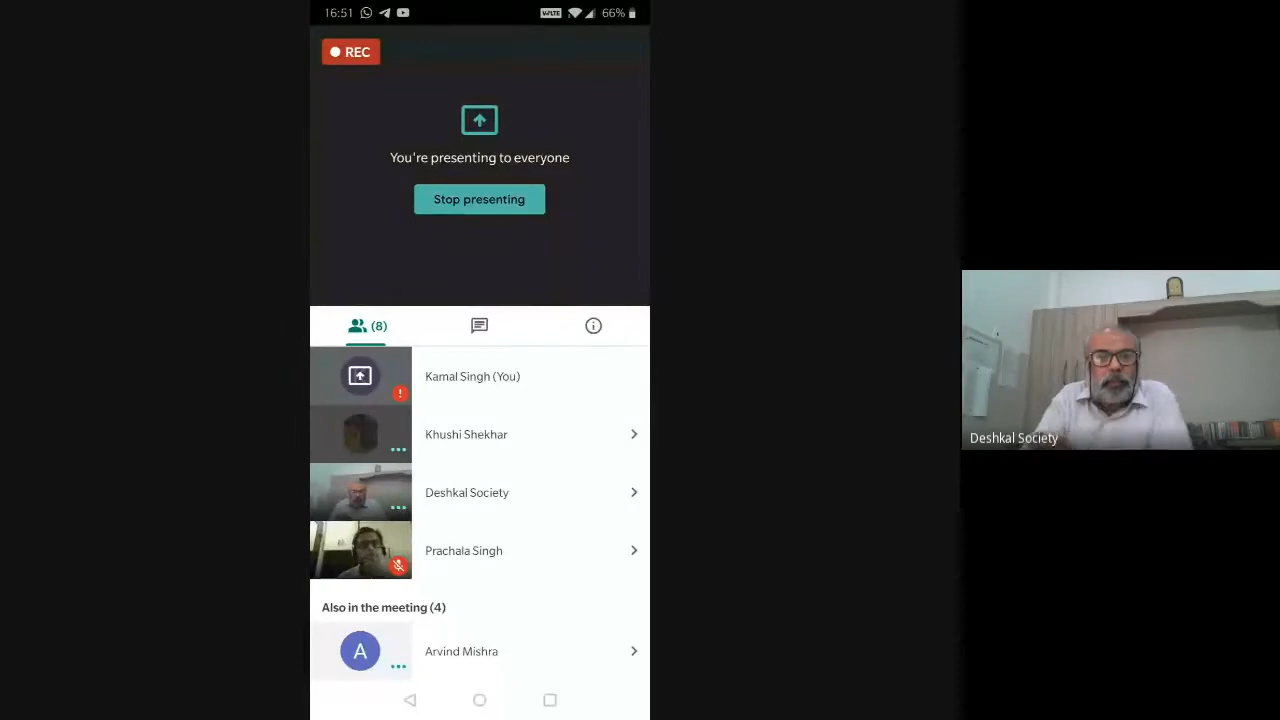 16:51
VoLTE
66%
REC
You're presenting to everyone
Stop presenting
(8)
Kamal Singh (You)
Khushi Shekhar
Deshkal Society
Prachala Singh
Also in the meeting (4)
A
Arvind Mishra
Deshkal Society